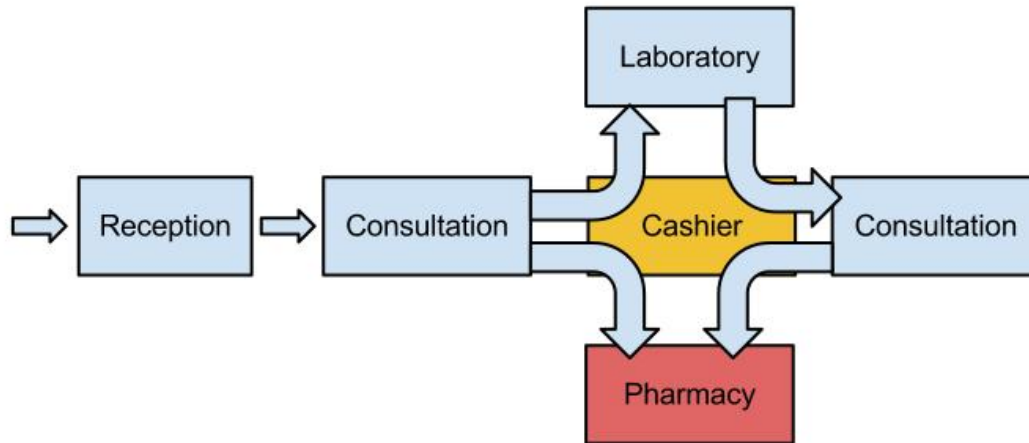 Laboratory
Reception
Consultation
Cashier
Consultation
Pharmacy